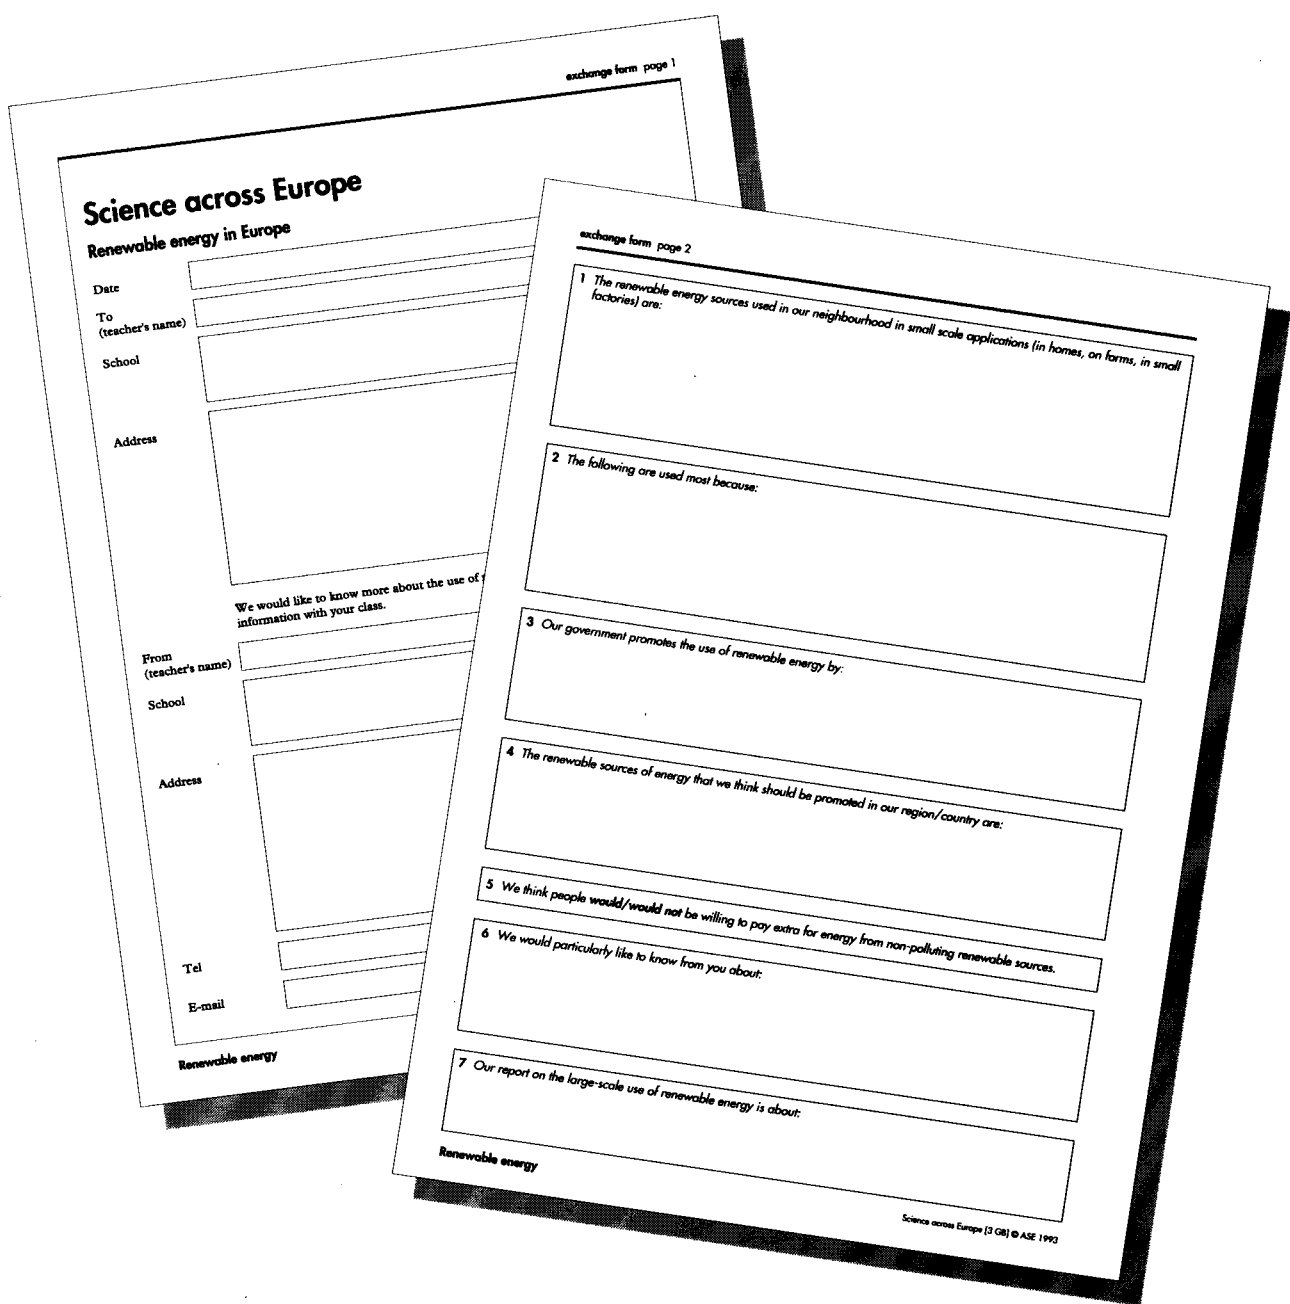 exchange form page 1
Science across Europe
Renewable energy in Europe
Date
To
(teacher's name)
School
Address
We would like to know more about the use of
information with your class.
From
(teacher's name)
School
Address
Tel
E-mail
Renewable energy
exchange form page 2
1 The renewable energy sources used in our neighbourhood in small scale applications (in homes, on farms, in small
factories) are:
2 The following are used most because:
3 Our government promotes the use of renewable energy by:
4 The renewable sources of energy that we think should be promoted in our region/country are:
5 We think people would/would not be willing to pay extra for energy from non-polluting renewable sources.
6 We would particularly like to know from you about:
7 Our report on the large-scale use of renewable energy is about:
Renewable energy
Science across Europe [3 GB] © ASE 1993